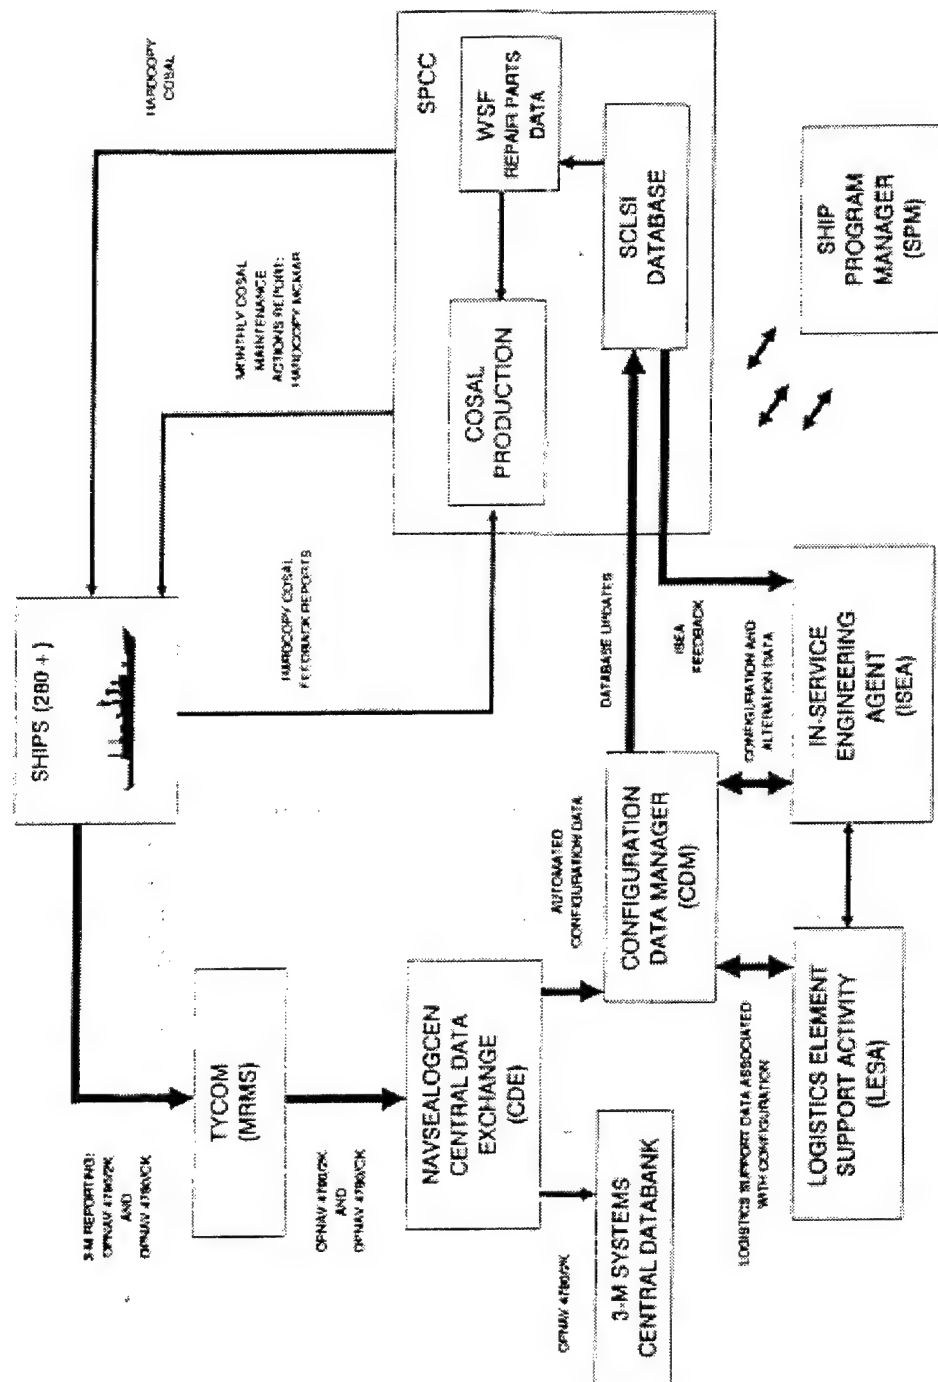 SHIPS (280 +)
3-M REPORTING:
OPNAV 4790/2K
AND
OPNAV 4790/CK
TYCOM
(MRMS)
OPNAV 4790/2K
AND
OPNAV 4790/CK
NAVSEALOGCEN
CENTRAL DATA
EXCHANGE
(CDE)
OPNAV 4790/2K
3-M SYSTEMS
CENTRAL DATABANK
AUTOMATED
CONFIGURATION DATA
CONFIGURATION
DATA MANAGER
(CDM)
LOGISTICS SUPPORT DATA ASSOCIATED
WITH CONFIGURATION
LOGISTICS ELEMENT
SUPPORT ACTIVITY
(LESA)
CONFIGURATION AND
ALTERATION DATA
IN-SERVICE
ENGINEERING
AGENT
(ISEA)
DATABASE UPDATES
ISEA
FEEDBACK
HARDCOPY COSAL
FEEDBACK REPORTS
MONTHLY COSAL
MAINTENANCE
ACTIONS REPORT:
HARDCOPY MCMAR
HARDCOPY
COSAL
SPCC
COSAL
PRODUCTION
WSF
REPAIR PARTS
DATA
SCLSI
DATABASE
SHIP
PROGRAM
MANAGER
(SPM)